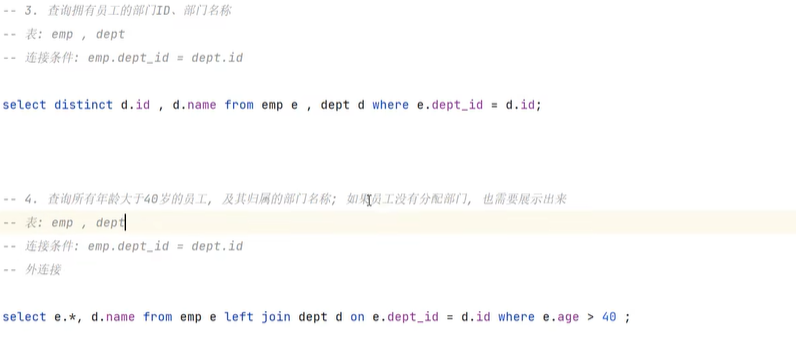 -- 3. 查询拥有员工的部门ID、部门名称
-- 表: emp , dept
-- 连接条件: emp.dept_id = dept.id
select distinct d.id , d.name from emp e , dept d where e.dept_id = d.id;
-- 4. 查询所有年龄大于40岁的员工, 及其归属的部门名称; 如果员工没有分配部门, 也需要展示出来
-- 表: emp , dept
-- 连接条件: emp.dept_id = dept.id
-- 外连接
select e.*, d.name from emp e left join dept d on e.dept_id = d.id where e.age > 40 ;